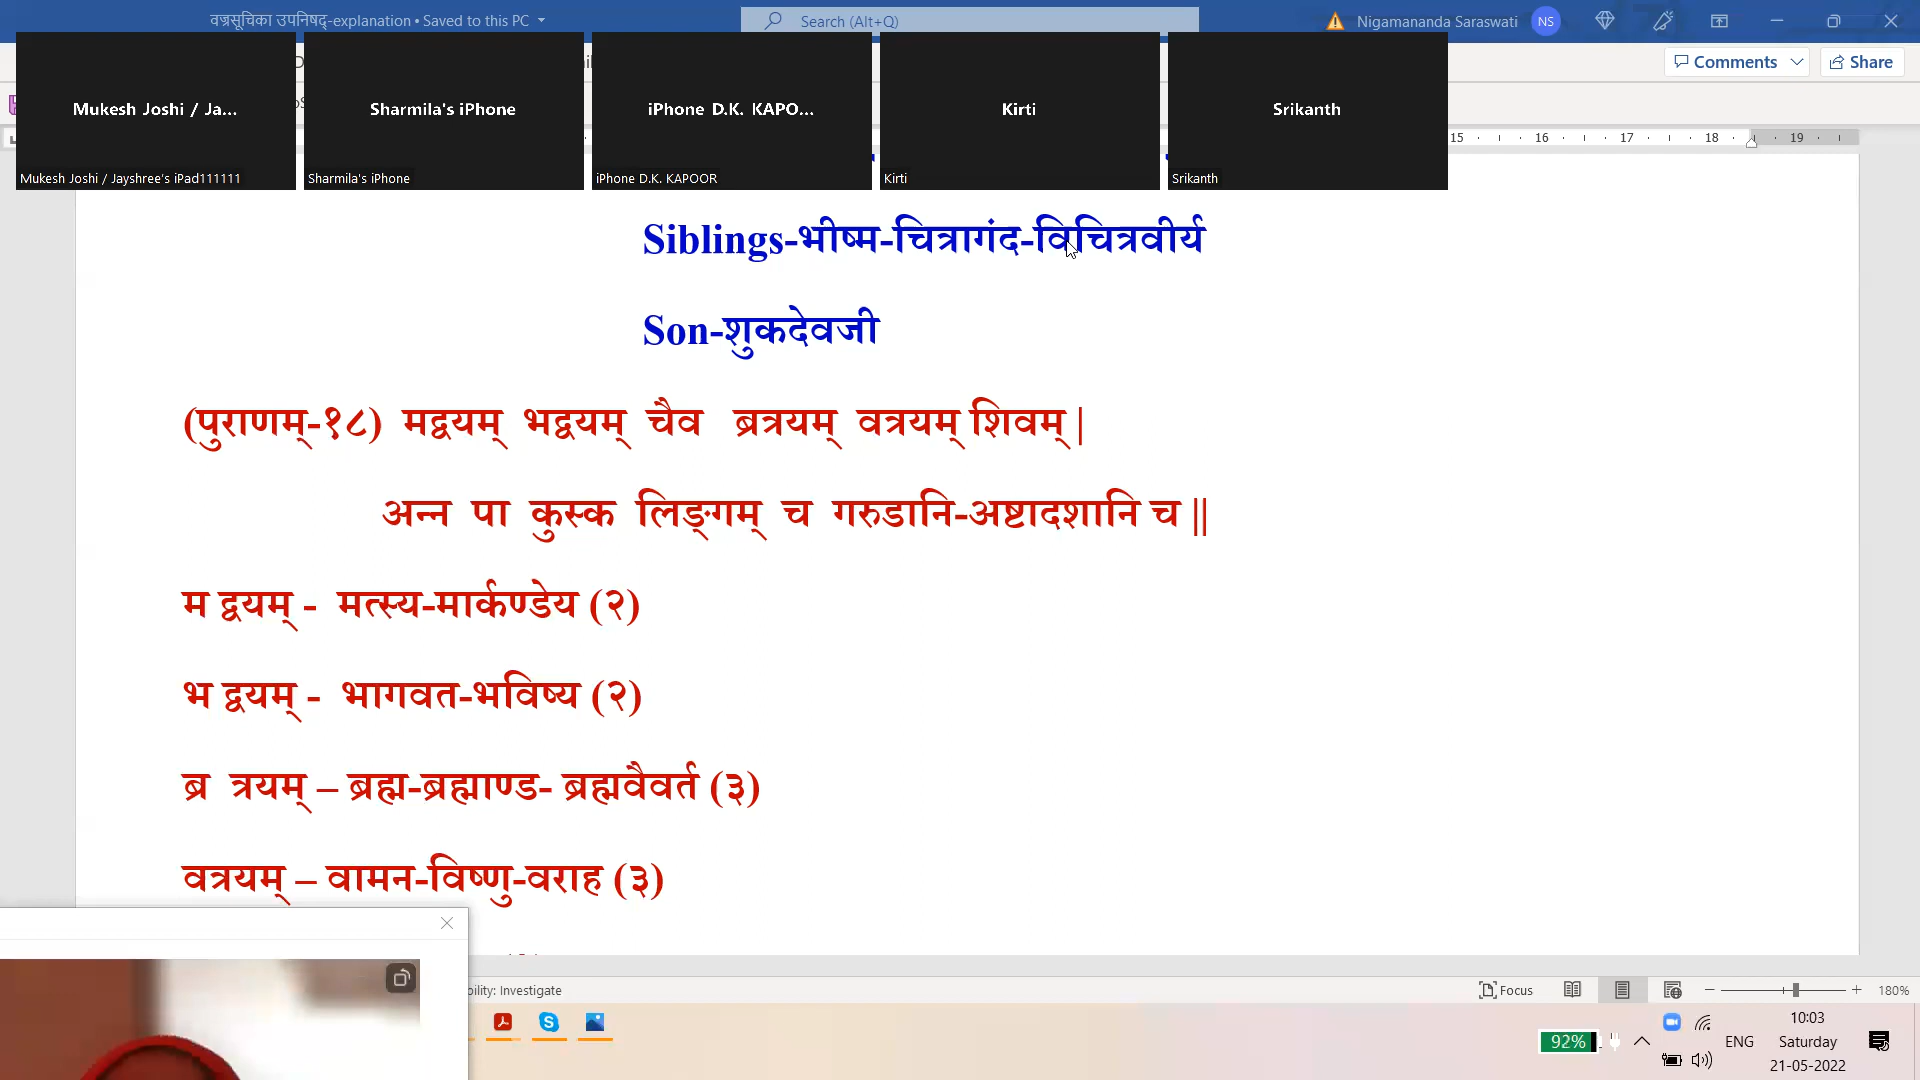 वज्रसूचिका उपनिषद्-explanation • Saved to this PC
Search (Alt+Q)
Nigamananda Saraswati
NS
Comments
Share
Mukesh Joshi / Ja...
Sharmila's iPhone
iPhone D.K. KAPO...
Kirti
Srikanth
Mukesh Joshi / Jayshree's iPad111111
Sharmila's iPhone
iPhone D.K. KAPOOR
Kirti
Srikanth
15 16 17 18 19
Siblings-भीष्म-चित्रागंद-विचित्रवीर्य
Son-शुकदेवजी
(पुराणम्-१८) मद्वयम् भद्वयम् चैव ब्रत्रयम् वत्रयम् शिवम् |
अन्न पा कुस्क लिङ्गम् च गरुडानि-अष्टादशानि च ||
म द्वयम् - मत्स्य-मार्कण्डेय (२)
भ द्वयम् - भागवत-भविष्य (२)
ब्र त्रयम् – ब्रह्म-ब्रह्माण्ड- ब्रह्मवैवर्त (३)
वत्रयम् – वामन-विष्णु-वराह (३)
bility: Investigate
Focus
180%
92%
ENG
10:03
Saturday
21-05-2022